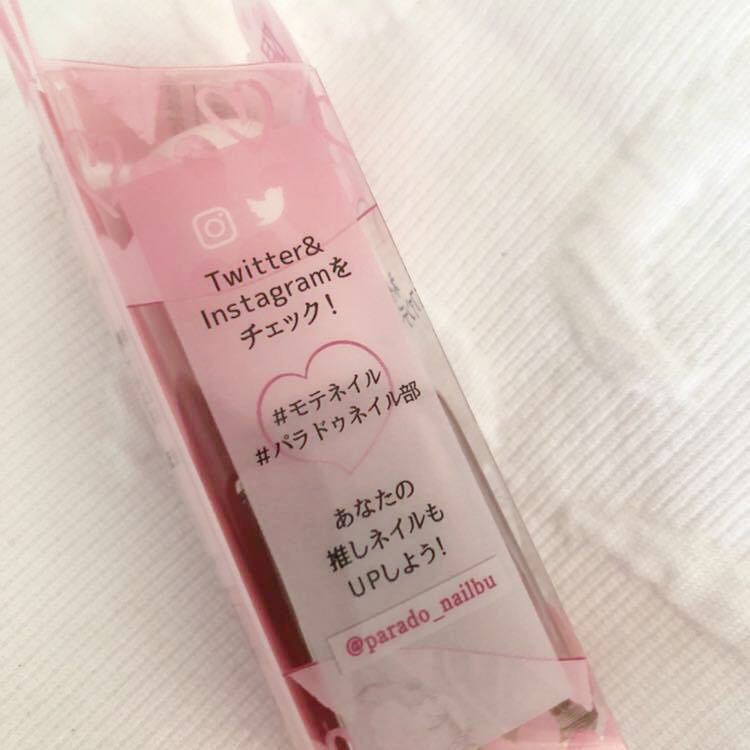 Twitter&
Instagramを
チェック！
#モテネイル
#パラドゥネイル部
あなたの
推しネイルも
UPしよう！
@parado_nailbu